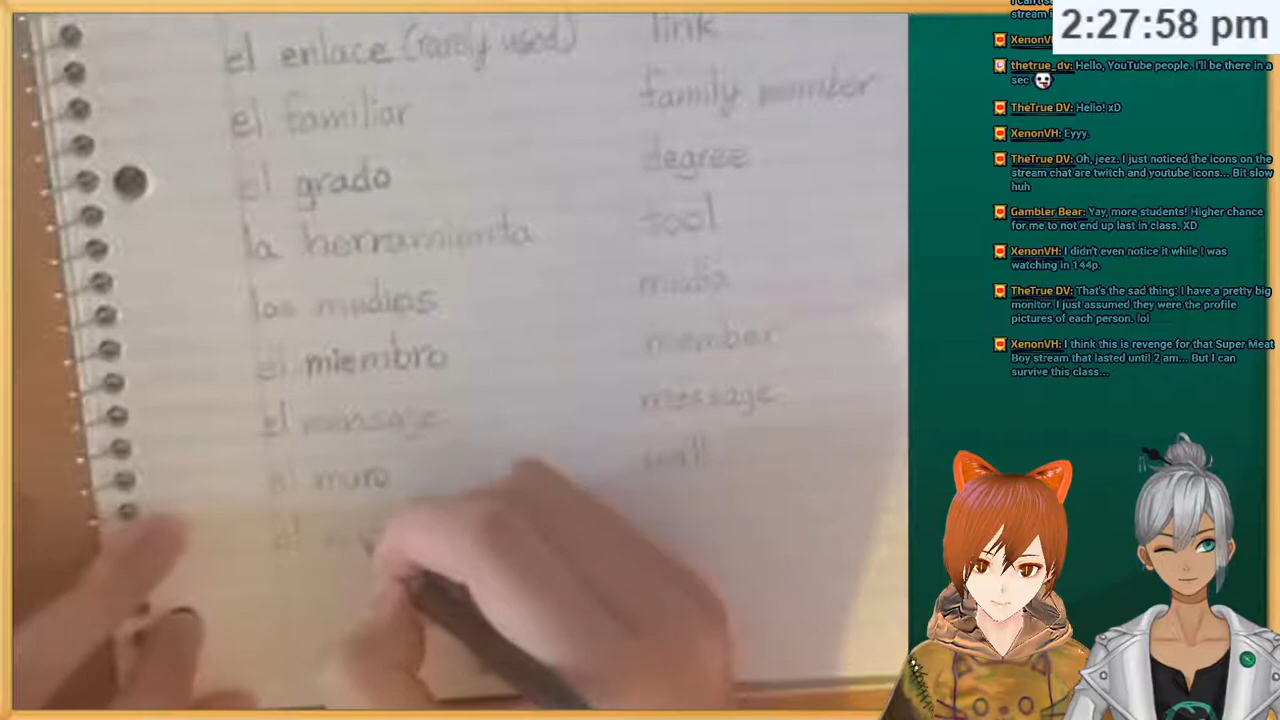 2:27:58 pm
el enlace (rarely used) link
el familiar family member
el grado degree
la herramienta tool
los medios media
el miembro member
el mensaje message
el muro wall
el
stream
XenonVH:
thetrue_dv: Hello, YouTube people. I'll be there in a
sec
TheTrue DV: Hello! xD
XenonVH: Eyyy.
TheTrue DV: Oh, jeez. I just noticed the icons on the
stream chat are twitch and youtube icons... Bit slow
huh
Gambler Bear: Yay, more students! Higher chance
for me to not end up last in class. XD
XenonVH: I didn't even notice it while I was
watching in 144p.
TheTrue DV: That's the sad thing: I have a pretty big
monitor. I just assumed they were the profile
pictures of each person. lol
XenonVH: I think this is revenge for that Super Meat
Boy stream that lasted until 2 am... But I can
survive this class...